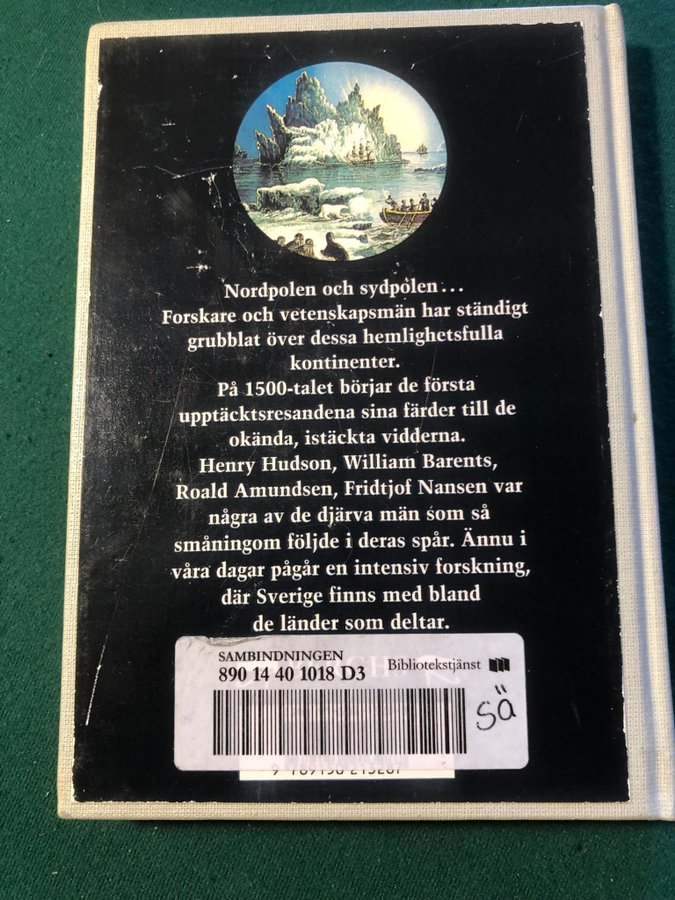 Nordpolen och sydpolen...
Forskare och vetenskapsmän har ständigt
grubblat över dessa hemlighetsfulla
kontinenter.
På 1500-talet börjar de första
upptäcktsresandena sina färder till de
okända, istäckta vidderna.
Henry Hudson, William Barents,
Roald Amundsen, Fridtjof Nansen var
några av de djärva män som så
småningom följde i deras spår. Ännu i
våra dagar pågår en intensiv forskning,
där Sverige finns med bland
de länder som deltar.
SAMBINDNINGEN
890 14 40 1018 D3
Bibliotekstjänst
sä